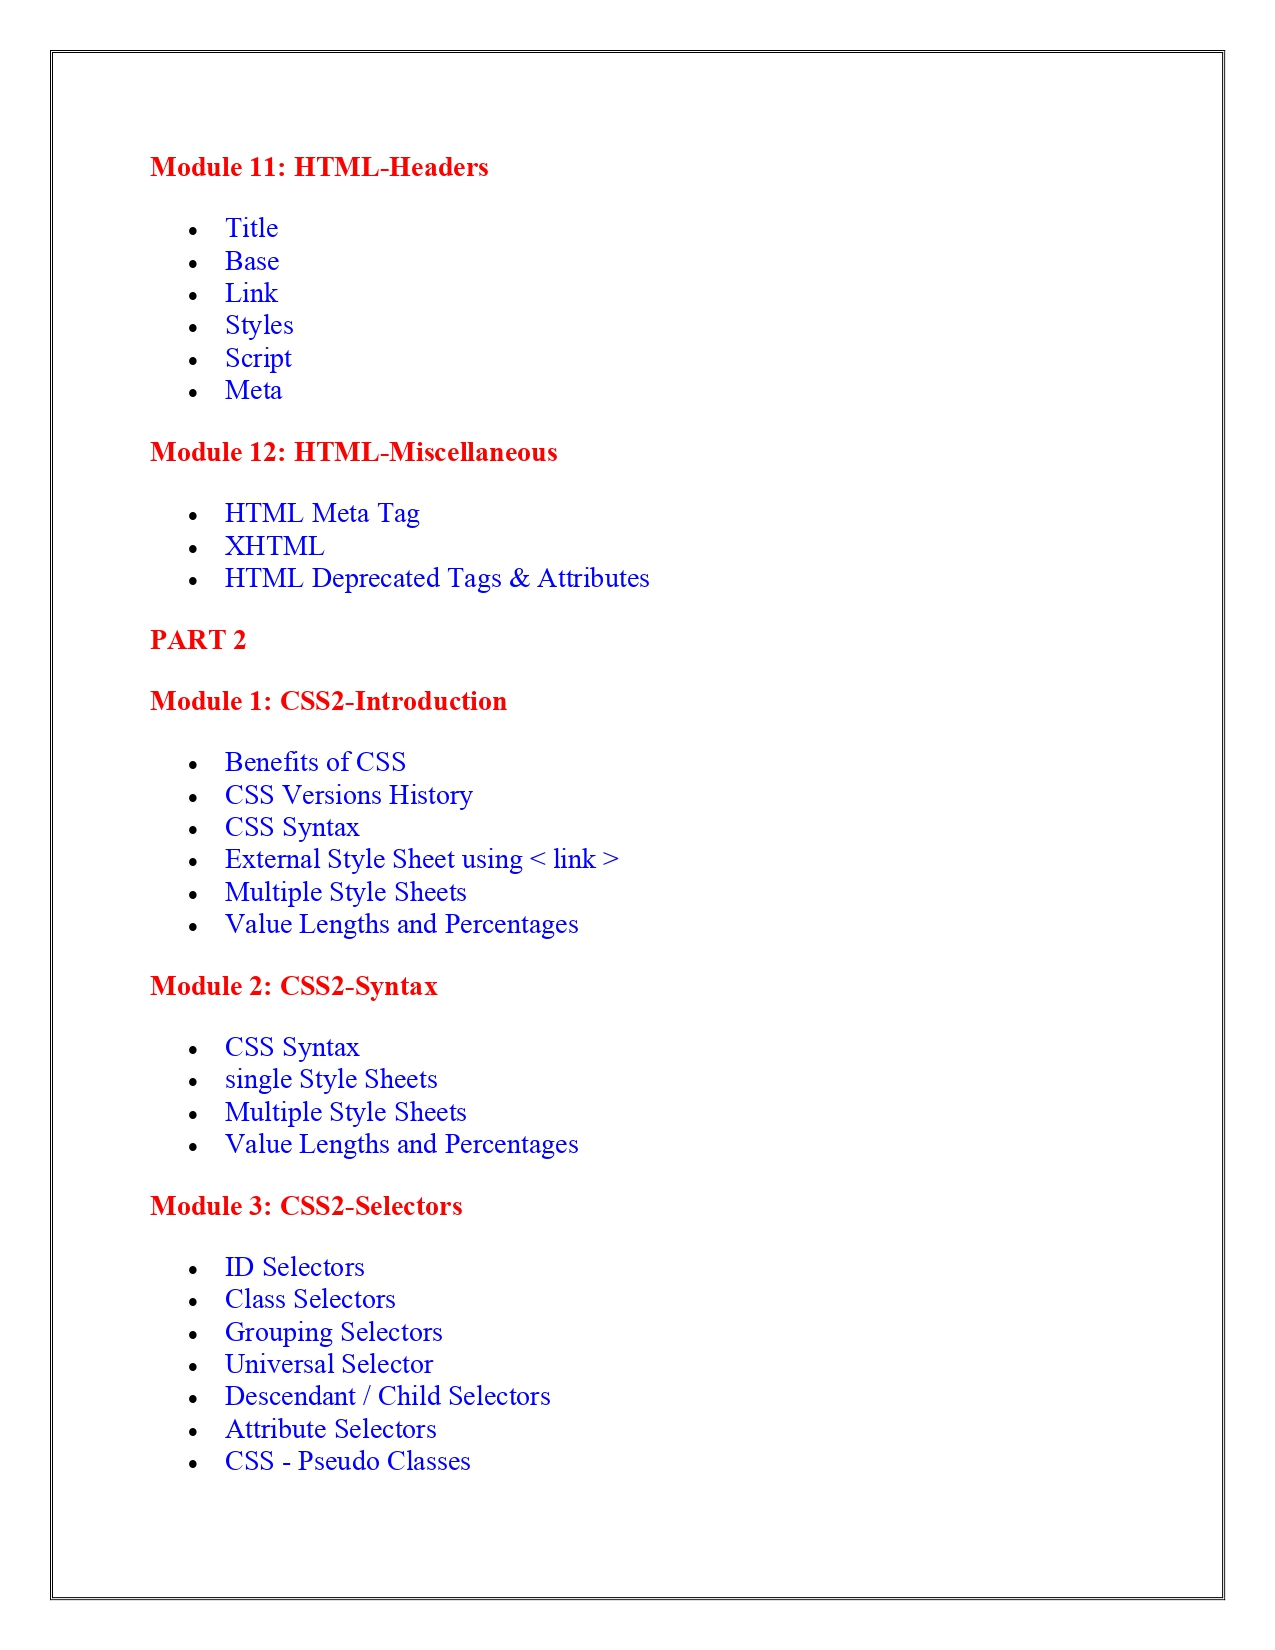 Module 11: HTML-Headers
• Title
• Base
• Link
• Styles
• Script
• Meta
Module 12: HTML-Miscellaneous
• HTML Meta Tag
• XHTML
• HTML Deprecated Tags & Attributes
PART 2
Module 1: CSS2-Introduction
• Benefits of CSS
• CSS Versions History
• CSS Syntax
• External Style Sheet using < link >
• Multiple Style Sheets
• Value Lengths and Percentages
Module 2: CSS2-Syntax
• CSS Syntax
• single Style Sheets
• Multiple Style Sheets
• Value Lengths and Percentages
Module 3: CSS2-Selectors
• ID Selectors
• Class Selectors
• Grouping Selectors
• Universal Selector
• Descendant / Child Selectors
• Attribute Selectors
• CSS - Pseudo Classes